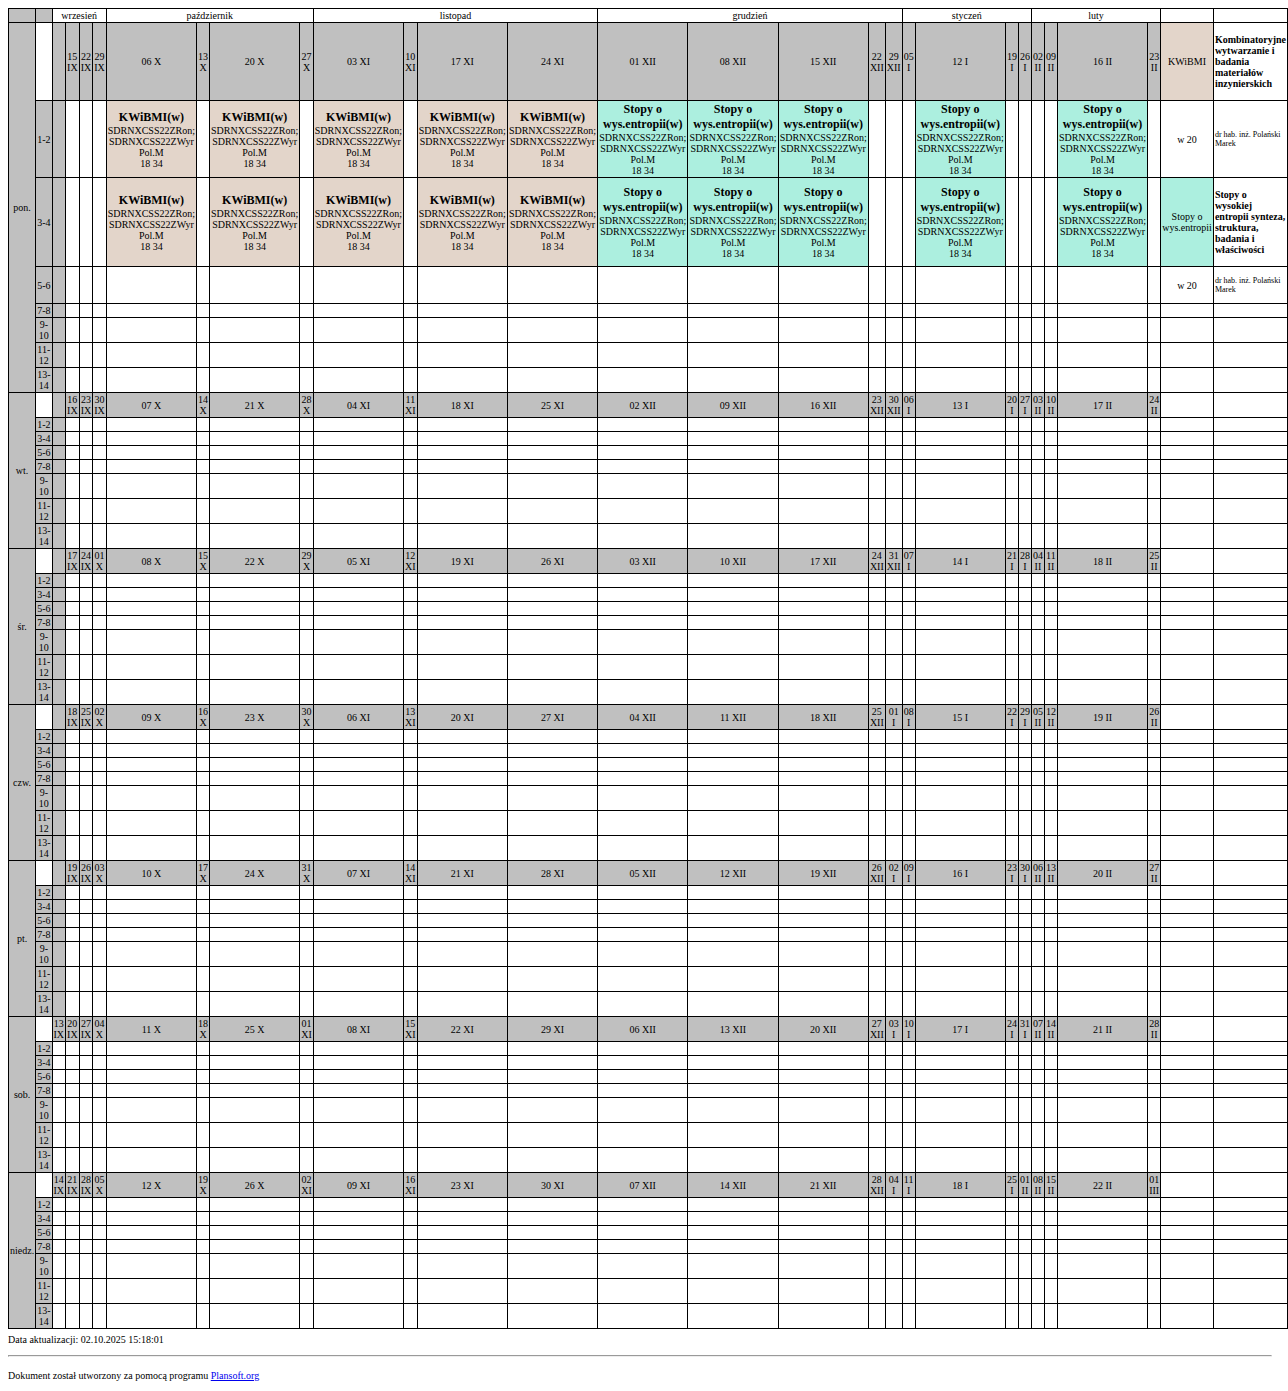 wrzesień październik listopad grudzień styczeń luty
pon. 15 IX 22 IX 29 IX 06 X 13 X 20 X 27 X 03 XI 10 XI 17 XI 24 XI 01 XII 08 XII 15 XII 22 XII 29 XII 05 I 12 I 19 I 26 I 02 II 09 II 16 II 23 II KWiBMI Kombinatoryjne wytwarzanie i badania materiałów inzynierskich
1-2 KWiBMI(w) KWiBMI(w) KWiBMI(w) KWiBMI(w) KWiBMI(w) Stopy o wys.entropii(w) Stopy o wys.entropii(w) Stopy o wys.entropii(w) Stopy o wys.entropii(w) Stopy o wys.entropii(w) w 20 dr hab. inż. Polański Marek
SDRNXCSS22ZRon; SDRNXCSS22ZRon; SDRNXCSS22ZRon; SDRNXCSS22ZRon; SDRNXCSS22ZRon; SDRNXCSS22ZRon; SDRNXCSS22ZRon; SDRNXCSS22ZRon; SDRNXCSS22ZRon; SDRNXCSS22ZRon;
SDRNXCSS22ZWyr SDRNXCSS22ZWyr SDRNXCSS22ZWyr SDRNXCSS22ZWyr SDRNXCSS22ZWyr SDRNXCSS22ZWyr SDRNXCSS22ZWyr SDRNXCSS22ZWyr SDRNXCSS22ZWyr SDRNXCSS22ZWyr
Pol.M Pol.M Pol.M Pol.M Pol.M Pol.M Pol.M Pol.M Pol.M Pol.M
18 34 18 34 18 34 18 34 18 34 18 34 18 34 18 34 18 34 18 34
3-4 KWiBMI(w) KWiBMI(w) KWiBMI(w) KWiBMI(w) KWiBMI(w) Stopy o wys.entropii(w) Stopy o wys.entropii(w) Stopy o wys.entropii(w) Stopy o wys.entropii(w) Stopy o wys.entropii(w) Stopy o wys.entropii Stopy o wysokiej entropii synteza, struktura, badania i właściwości
SDRNXCSS22ZRon; SDRNXCSS22ZRon; SDRNXCSS22ZRon; SDRNXCSS22ZRon; SDRNXCSS22ZRon; SDRNXCSS22ZRon; SDRNXCSS22ZRon; SDRNXCSS22ZRon; SDRNXCSS22ZRon; SDRNXCSS22ZRon;
SDRNXCSS22ZWyr SDRNXCSS22ZWyr SDRNXCSS22ZWyr SDRNXCSS22ZWyr SDRNXCSS22ZWyr SDRNXCSS22ZWyr SDRNXCSS22ZWyr SDRNXCSS22ZWyr SDRNXCSS22ZWyr SDRNXCSS22ZWyr
Pol.M Pol.M Pol.M Pol.M Pol.M Pol.M Pol.M Pol.M Pol.M Pol.M
18 34 18 34 18 34 18 34 18 34 18 34 18 34 18 34 18 34 18 34
5-6 w 20 dr hab. inż. Polański Marek
7-8
9-10
11-12
13-14
wt. 16 IX 23 IX 30 IX 07 X 14 X 21 X 28 X 04 XI 11 XI 18 XI 25 XI 02 XII 09 XII 16 XII 23 XII 30 XII 06 I 13 I 20 I 27 I 03 II 10 II 17 II 24 II
1-2
3-4
5-6
7-8
9-10
11-12
13-14
śr. 17 IX 24 IX 01 X 08 X 15 X 22 X 29 X 05 XI 12 XI 19 XI 26 XI 03 XII 10 XII 17 XII 24 XII 31 XII 07 I 14 I 21 I 28 I 04 II 11 II 18 II 25 II
1-2
3-4
5-6
7-8
9-10
11-12
13-14
czw. 18 IX 25 IX 02 X 09 X 16 X 23 X 30 X 06 XI 13 XI 20 XI 27 XI 04 XII 11 XII 18 XII 25 XII 01 I 08 I 15 I 22 I 29 I 05 II 12 II 19 II 26 II
1-2
3-4
5-6
7-8
9-10
11-12
13-14
pt. 19 IX 26 IX 03 X 10 X 17 X 24 X 31 X 07 XI 14 XI 21 XI 28 XI 05 XII 12 XII 19 XII 26 XII 02 I 09 I 16 I 23 I 30 I 06 II 13 II 20 II 27 II
1-2
3-4
5-6
7-8
9-10
11-12
13-14
sob. 13 IX 20 IX 27 IX 04 X 11 X 18 X 25 X 01 XI 08 XI 15 XI 22 XI 29 XI 06 XII 13 XII 20 XII 27 XII 03 I 10 I 17 I 24 I 31 I 07 II 14 II 21 II 28 II
1-2
3-4
5-6
7-8
9-10
11-12
13-14
niedz 14 IX 21 IX 28 IX 05 X 12 X 19 X 26 X 02 XI 09 XI 16 XI 23 XI 30 XI 07 XII 14 XII 21 XII 28 XII 04 I 11 I 18 I 25 I 01 II 08 II 15 II 22 II 01 III
1-2
3-4
5-6
7-8
9-10
11-12
13-14
Data aktualizacji: 02.10.2025 15:18:01
Dokument został utworzony za pomocą programu Plansoft.org